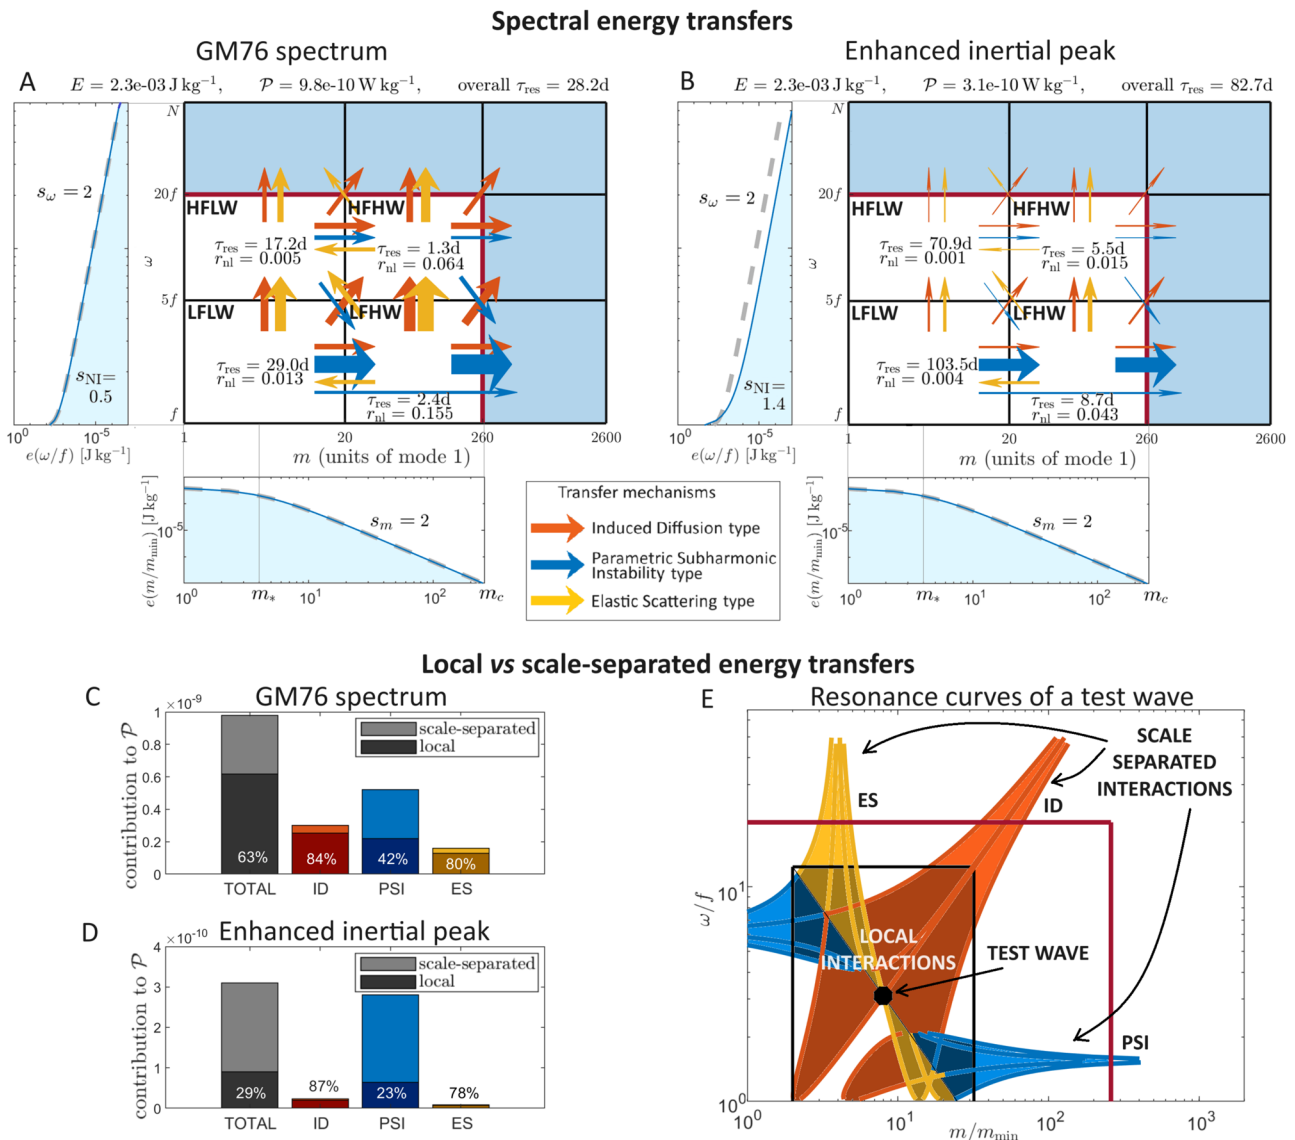 Spectral energy transfers
GM76 spectrum
A
E = 2.3e-03 J kg⁻¹, 𝒫 = 9.8e-10 W kg⁻¹, overall τres = 28.2d
N
20 f
ω
5 f
f
sω = 2
sNI=
0.5
10⁰ 10⁻⁵
e(ω/f) [J kg⁻¹]
HFLW
HFHW
τres = 17.2d
rnl = 0.005
τres = 1.3d
rnl = 0.064
LFLW
LFHW
τres = 29.0d
rnl = 0.013
τres = 2.4d
rnl = 0.155
1 20 260 2600
m (units of mode 1)
e(m/mmin) [J kg⁻¹]
10⁻⁵
sm = 2
10⁰ m* 10¹ 10² mc
Enhanced inertial peak
B
E = 2.3e-03 J kg⁻¹, 𝒫 = 3.1e-10 W kg⁻¹, overall τres = 82.7d
N
20 f
ω
5 f
f
sω = 2
sNI=
1.4
10⁰ 10⁻⁵
e(ω/f) [J kg⁻¹]
HFLW
HFHW
τres = 70.9d
rnl = 0.001
τres = 5.5d
rnl = 0.015
LFLW
LFHW
τres = 103.5d
rnl = 0.004
τres = 8.7d
rnl = 0.043
1 20 260 2600
m (units of mode 1)
e(m/mmin) [J kg⁻¹]
10⁻⁵
sm = 2
10⁰ m* 10¹ 10² mc
Transfer mechanisms
Induced Diffusion type
Parametric Subharmonic
Instability type
Elastic Scattering type
Local vs scale-separated energy transfers
C
GM76 spectrum
×10⁻⁹
contribution to 𝒫
1
0.8
0.6
0.4
0.2
0
scale-separated
local
63%
84%
42%
80%
TOTAL ID PSI ES
D
Enhanced inertial peak
×10⁻¹⁰
contribution to 𝒫
4
3
2
1
0
scale-separated
local
29%
87%
23%
78%
TOTAL ID PSI ES
E
Resonance curves of a test wave
SCALE
SEPARATED
INTERACTIONS
ES
ID
LOCAL
INTERACTIONS
TEST WAVE
PSI
ω/f
10¹
10⁰
10⁰ 10¹ 10² 10³
m/mmin